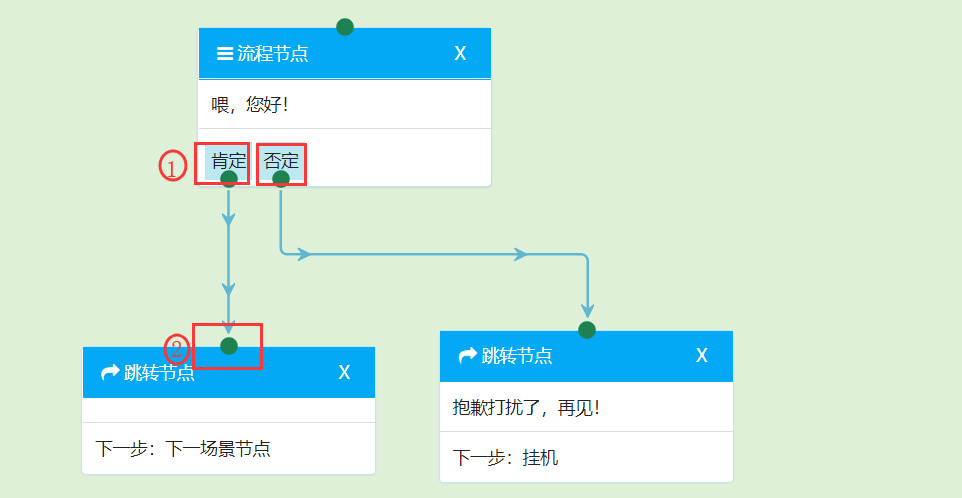 流程节点 X
喂，您好！
① 肯定 否定
② 跳转节点 X
下一步：下一场景节点
跳转节点 X
抱歉打扰了，再见！
下一步：挂机